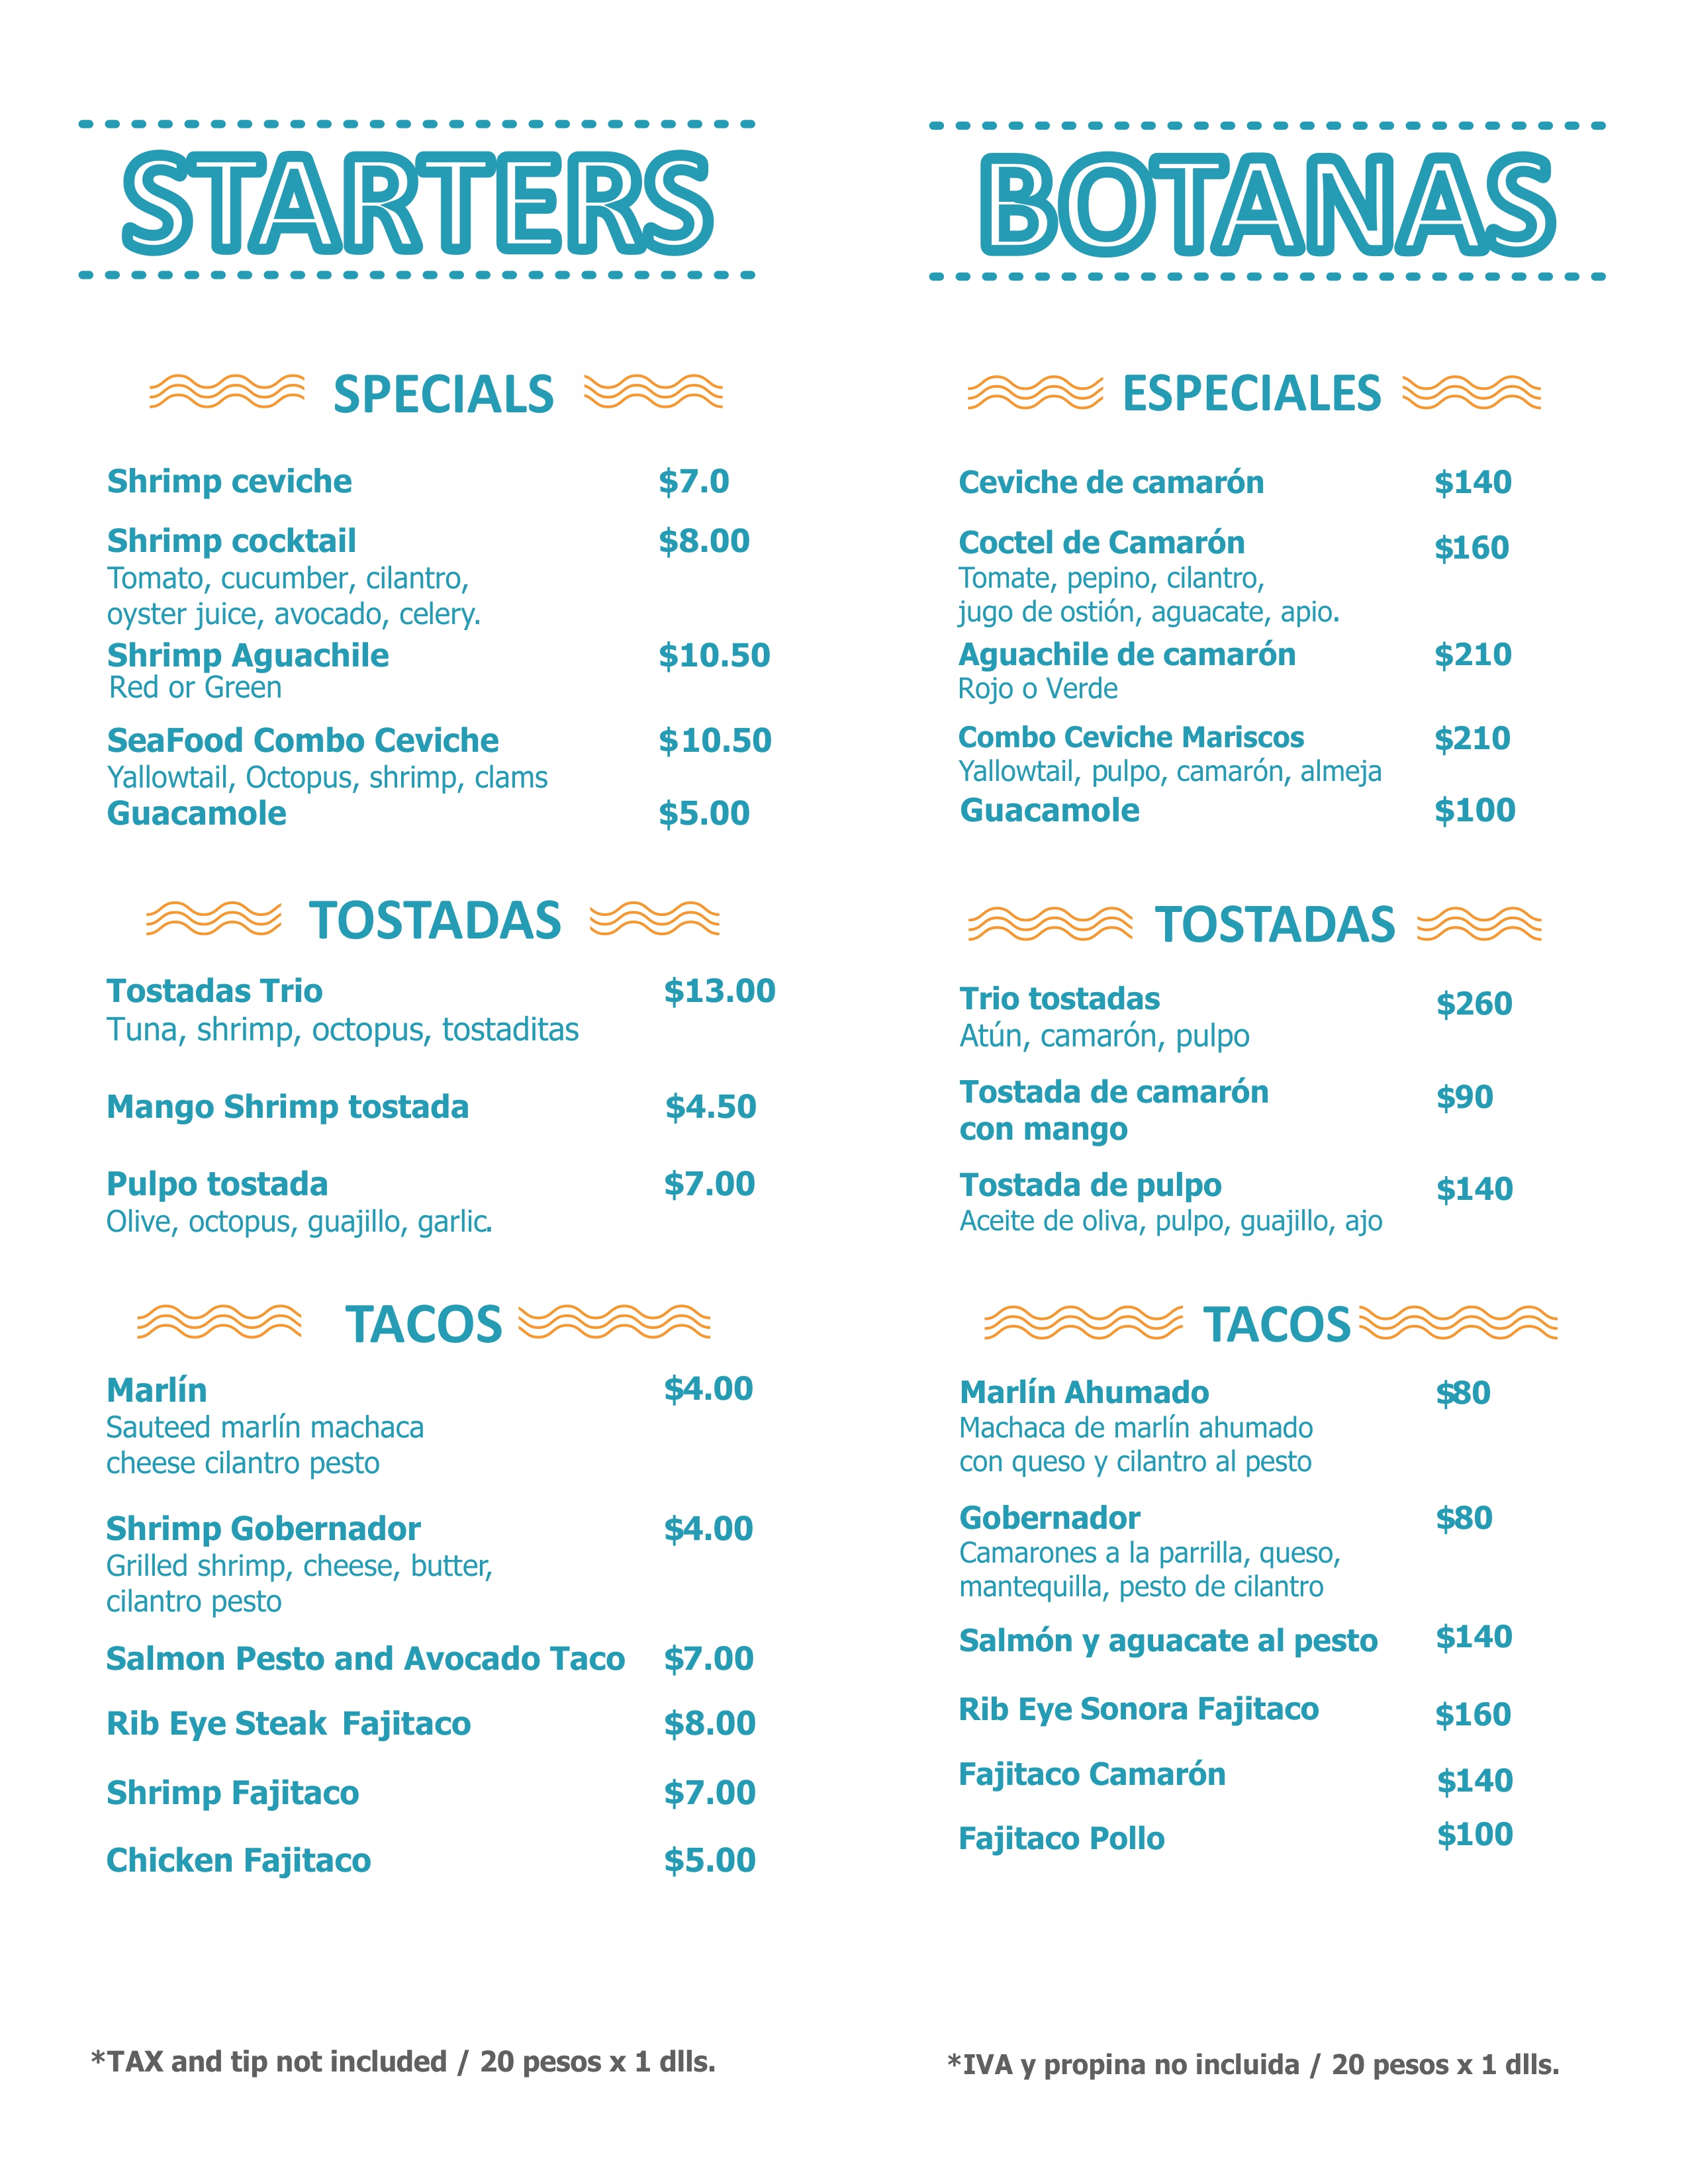 STARTERS
SPECIALS
Shrimp ceviche $7.0
Shrimp cocktail $8.00
Tomato, cucumber, cilantro,
oyster juice, avocado, celery.
Shrimp Aguachile $10.50
Red or Green
SeaFood Combo Ceviche $10.50
Yallowtail, Octopus, shrimp, clams
Guacamole $5.00
TOSTADAS
Tostadas Trio $13.00
Tuna, shrimp, octopus, tostaditas
Mango Shrimp tostada $4.50
Pulpo tostada $7.00
Olive, octopus, guajillo, garlic.
TACOS
Marlín $4.00
Sauteed marlín machaca
cheese cilantro pesto
Shrimp Gobernador $4.00
Grilled shrimp, cheese, butter,
cilantro pesto
Salmon Pesto and Avocado Taco $7.00
Rib Eye Steak Fajitaco $8.00
Shrimp Fajitaco $7.00
Chicken Fajitaco $5.00
*TAX and tip not included / 20 pesos x 1 dlls.
BOTANAS
ESPECIALES
Ceviche de camarón $140
Coctel de Camarón $160
Tomate, pepino, cilantro,
jugo de ostión, aguacate, apio.
Aguachile de camarón $210
Rojo o Verde
Combo Ceviche Mariscos $210
Yallowtail, pulpo, camarón, almeja
Guacamole $100
TOSTADAS
Trio tostadas $260
Atún, camarón, pulpo
Tostada de camarón $90
con mango
Tostada de pulpo $140
Aceite de oliva, pulpo, guajillo, ajo
TACOS
Marlín Ahumado $80
Machaca de marlín ahumado
con queso y cilantro al pesto
Gobernador $80
Camarones a la parrilla, queso,
mantequilla, pesto de cilantro
Salmón y aguacate al pesto $140
Rib Eye Sonora Fajitaco $160
Fajitaco Camarón $140
Fajitaco Pollo $100
*IVA y propina no incluida / 20 pesos x 1 dlls.